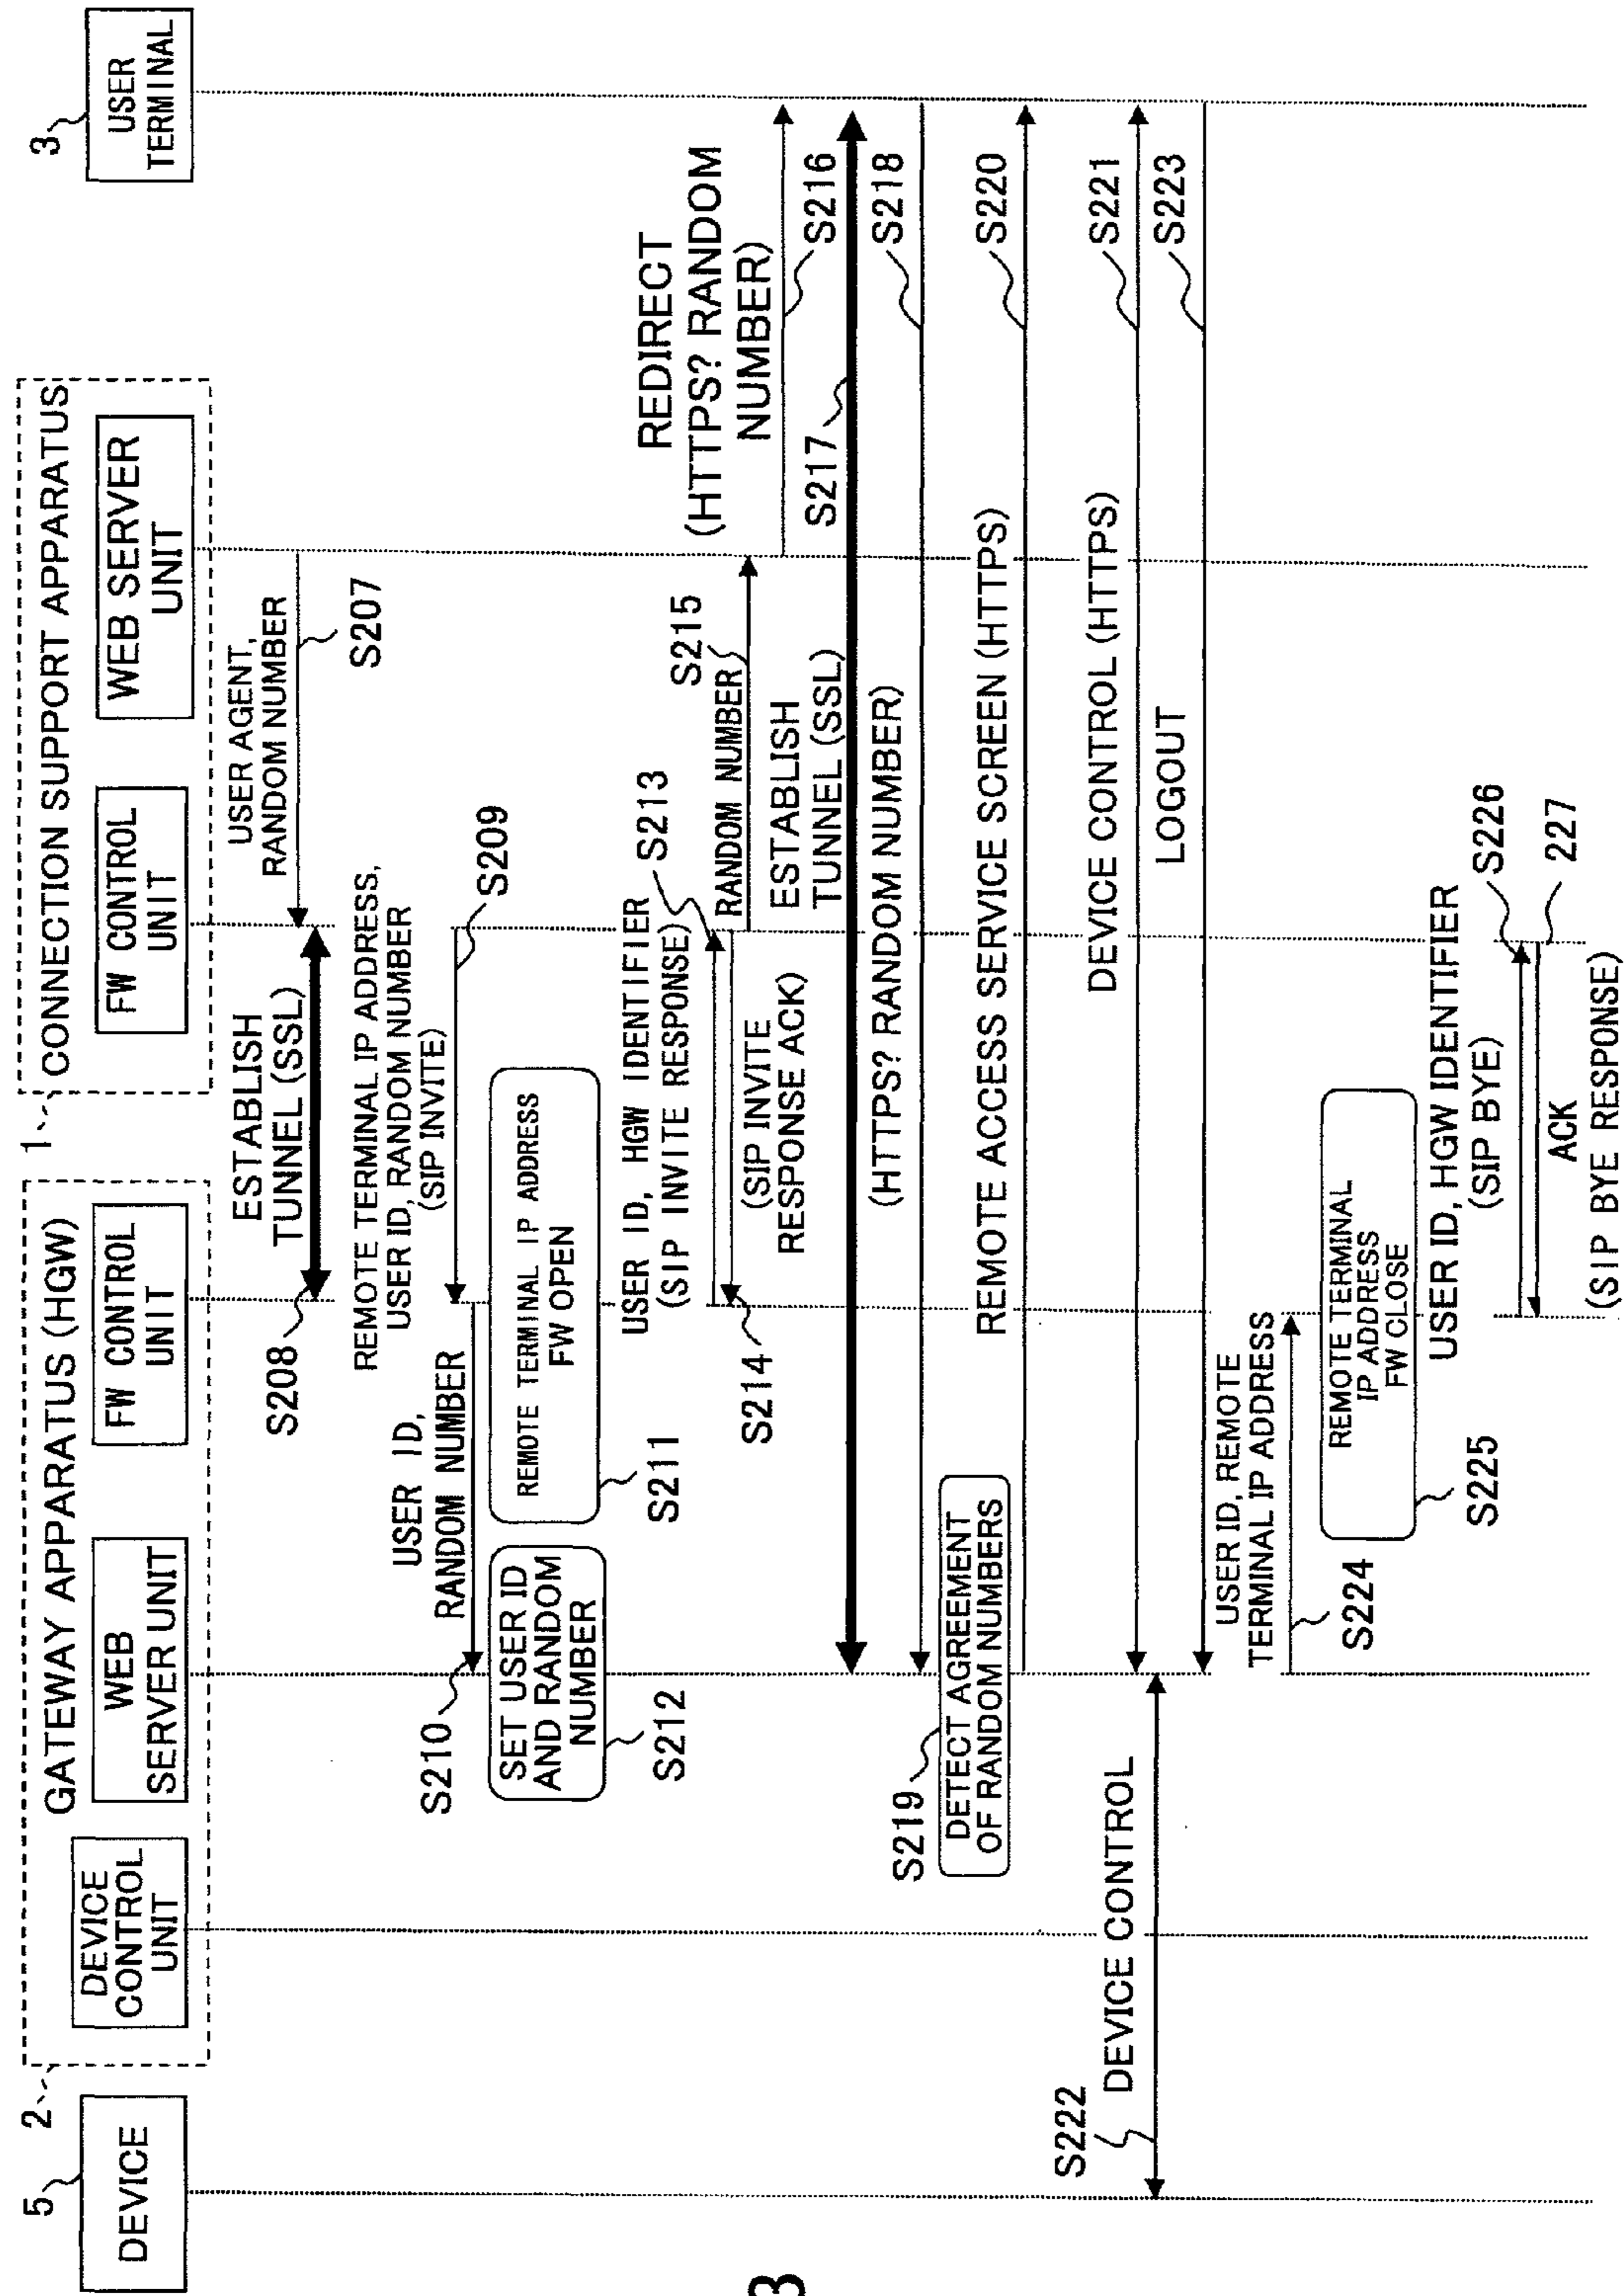 5
DEVICE
2
GATEWAY APPARATUS (HGW)
DEVICE
CONTROL
UNIT
WEB
SERVER UNIT
FW CONTROL
UNIT
1
CONNECTION SUPPORT APPARATUS
FW CONTROL
UNIT
WEB SERVER
UNIT
3
USER
TERMINAL
USER AGENT,
RANDOM NUMBER
S207
ESTABLISH
TUNNEL (SSL)
S208
REMOTE TERMINAL IP ADDRESS,
USER ID, RANDOM NUMBER
(SIP INVITE)
S209
USER ID,
RANDOM NUMBER
S210
REMOTE TERMINAL IP ADDRESS
FW OPEN
S211
SET USER ID
AND RANDOM
NUMBER
S212
USER ID, HGW IDENTIFIER
(SIP INVITE RESPONSE)
S213
(SIP INVITE
RESPONSE ACK)
S214
RANDOM NUMBER
S215
REDIRECT
(HTTPS? RANDOM
NUMBER)
S216
ESTABLISH
TUNNEL (SSL)
S217
(HTTPS? RANDOM NUMBER)
S218
DETECT AGREEMENT
OF RANDOM NUMBERS
S219
REMOTE ACCESS SERVICE SCREEN (HTTPS)
S220
DEVICE CONTROL (HTTPS)
S221
DEVICE CONTROL
S222
LOGOUT
S223
USER ID, REMOTE
TERMINAL IP ADDRESS
S224
REMOTE TERMINAL
IP ADDRESS
FW CLOSE
S225
USER ID, HGW IDENTIFIER
(SIP BYE)
S226
227
ACK
(SIP BYE RESPONSE)
3